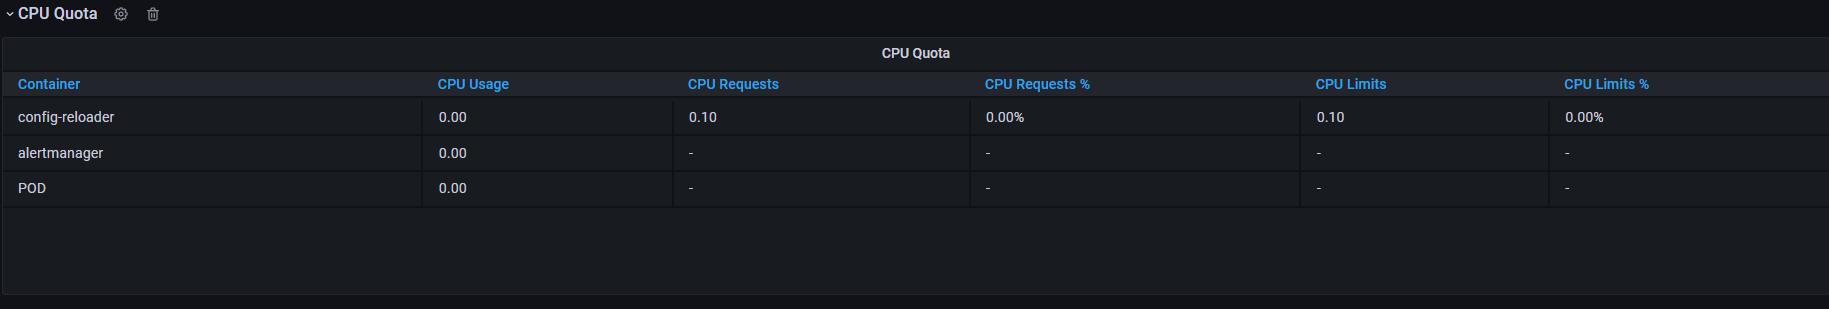 CPU Quota
CPU Quota
Container CPU Usage CPU Requests CPU Requests % CPU Limits CPU Limits %
config-reloader 0.00 0.10 0.00% 0.10 0.00%
alertmanager 0.00 - - - -
POD 0.00 - - - -